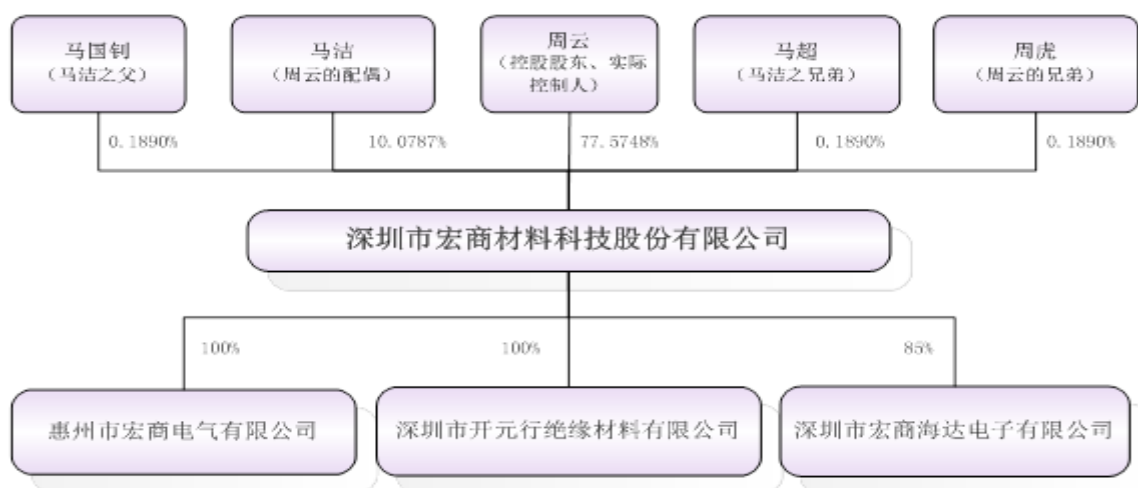 马国钊
（马洁之父）
马洁
（周云的配偶）
周云
（控股股东、实际
控制人）
马超
（马洁之兄弟）
周虎
（周云的兄弟）
0.1890%
10.0787%
77.5748%
0.1890%
0.1890%
深圳市宏商材料科技股份有限公司
100%
100%
85%
惠州市宏商电气有限公司
深圳市开元行绝缘材料有限公司
深圳市宏商海达电子有限公司